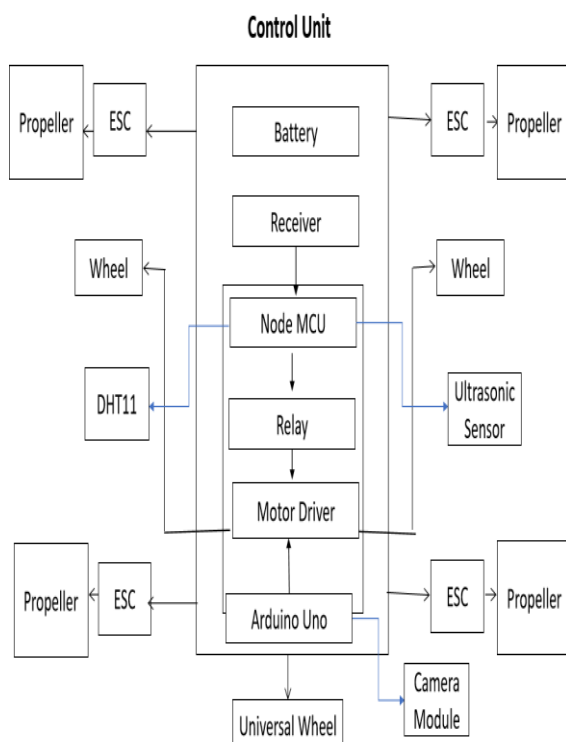 Control Unit
Propeller
ESC
Battery
ESC
Propeller
Receiver
Wheel
Wheel
Node MCU
DHT11
Ultrasonic
Sensor
Relay
Motor Driver
Propeller
ESC
ESC
Propeller
Arduino Uno
Universal Wheel
Camera
Module